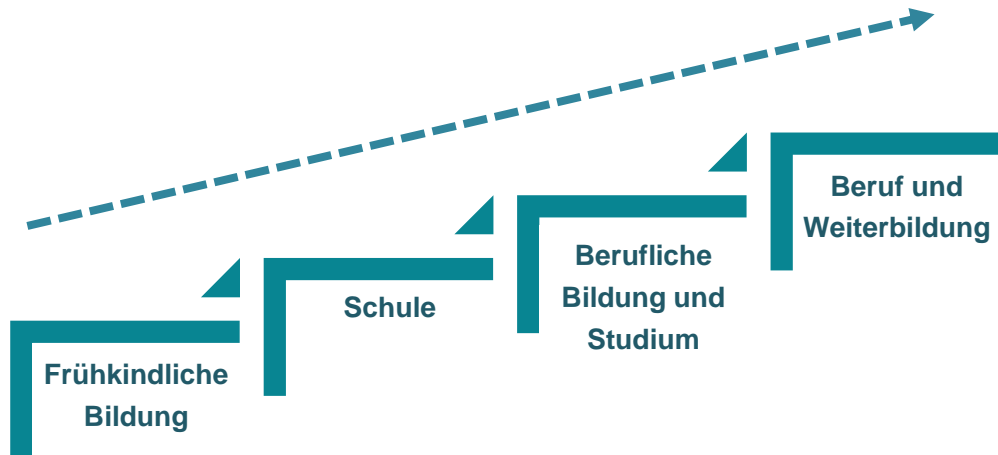 Frühkindliche
Bildung
Schule
Berufliche
Bildung und
Studium
Beruf und
Weiterbildung